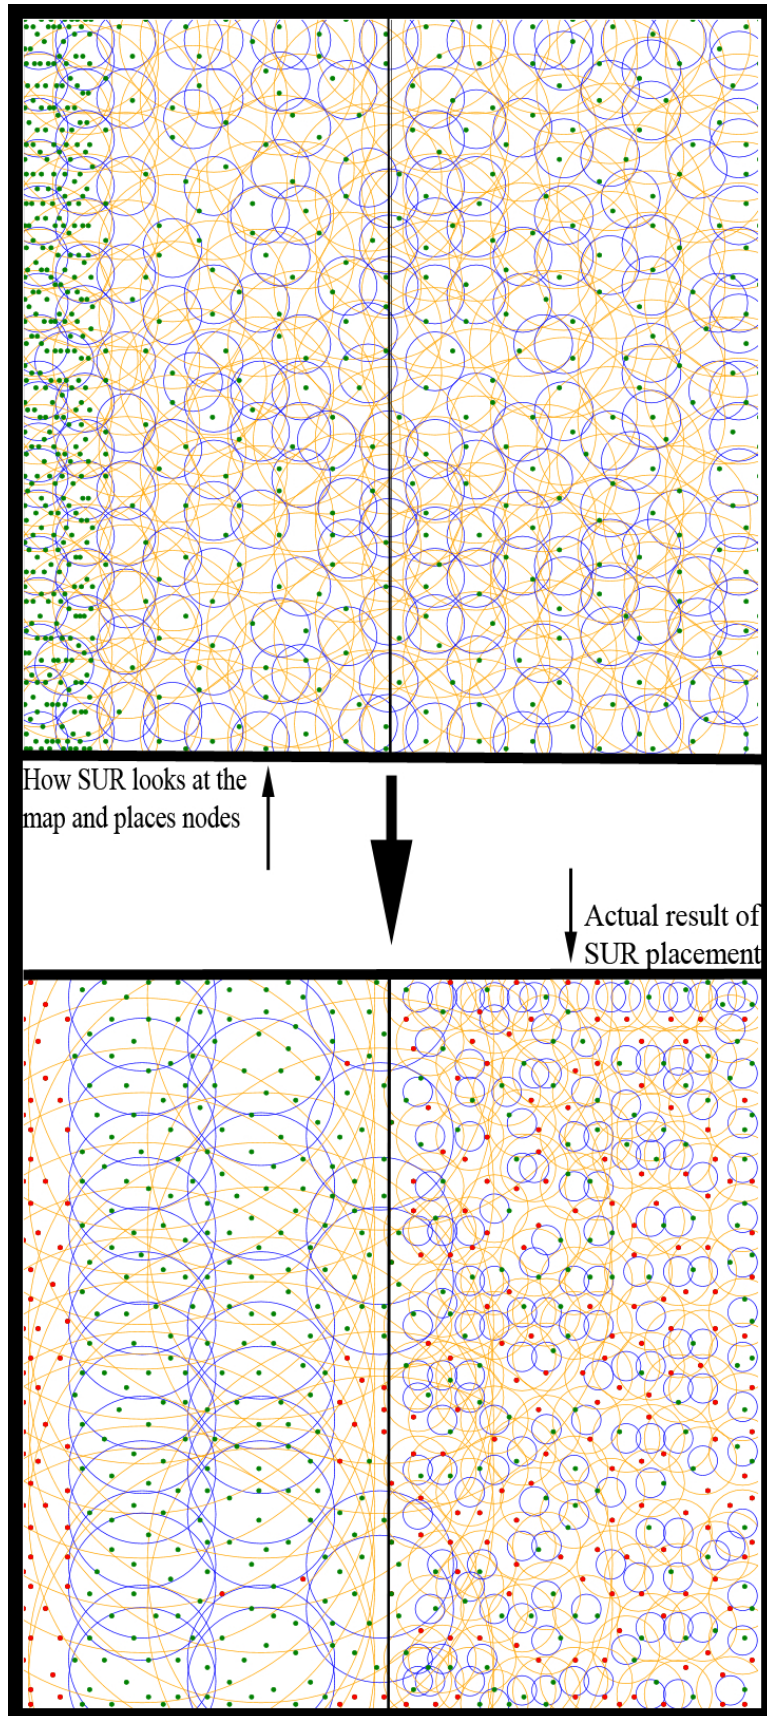 How SUR looks at the
map and places nodes
Actual result of
SUR placement